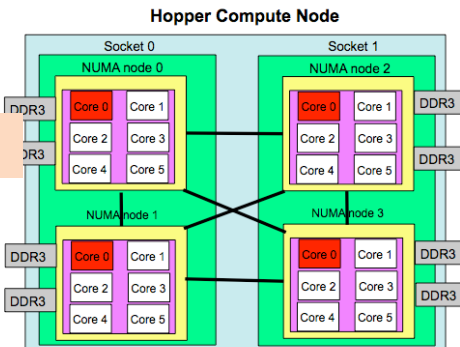 Hopper Compute Node
Socket 0
Socket 1
NUMA node 0
NUMA node 2
DDR3
Core 0
Core 1
Core 0
Core 1
DDR3
Core 2
Core 3
Core 2
Core 3
DR3
DDR3
Core 4
Core 5
Core 4
Core 5
NUMA node 1
NUMA node 3
DDR3
Core 0
Core 1
Core 0
Core 1
DDR3
Core 2
Core 3
Core 2
Core 3
DDR3
DDR3
Core 4
Core 5
Core 4
Core 5